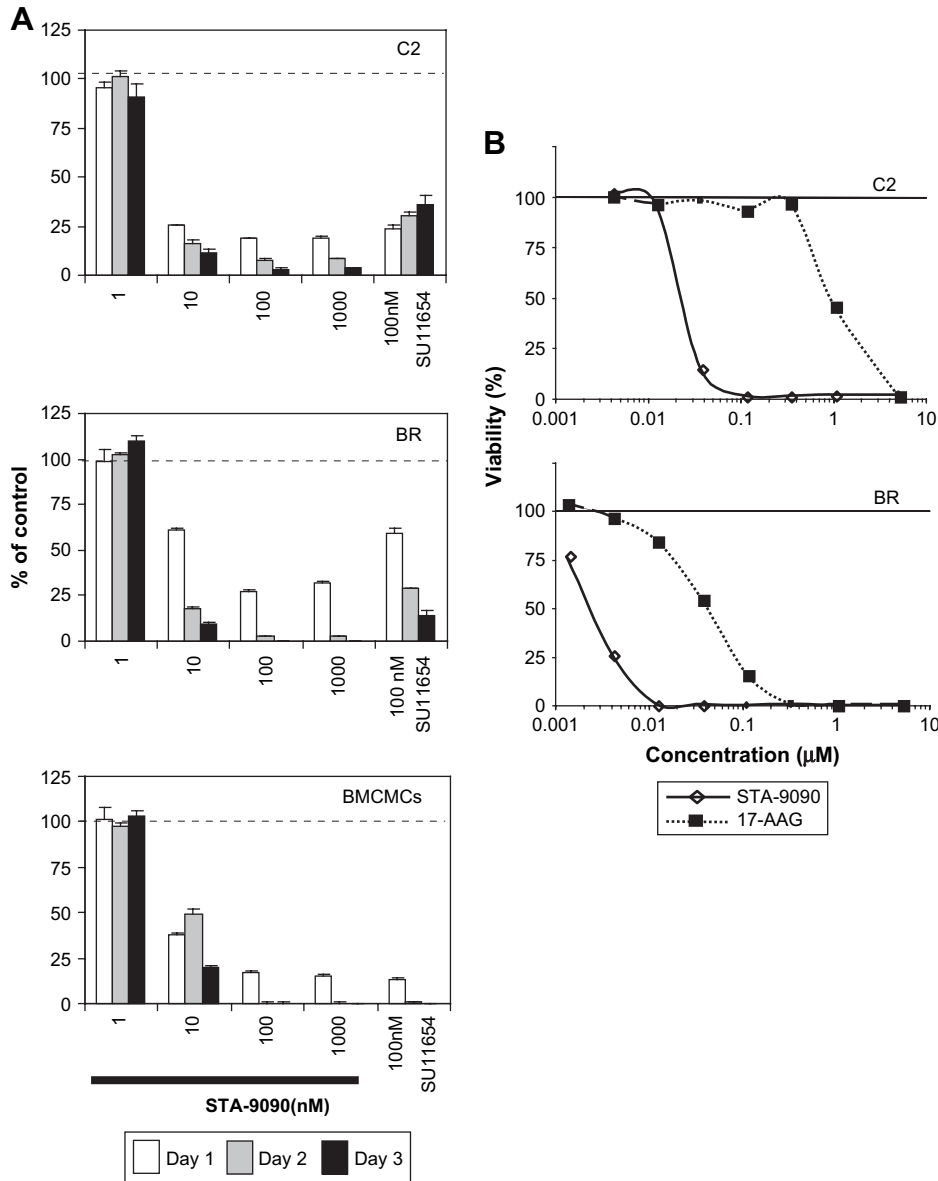 A
C2
125
100
75
50
25
0
1
10
100
1000
100nM
SU11654
BR
125
100
75
50
25
0
1
10
100
1000
100 nM
SU11654
% of control
BMCMCs
125
100
75
50
25
0
1
10
100
1000
100nM
SU11654
STA-9090(nM)
Day 1
Day 2
Day 3
B
C2
100
75
50
25
0
0.001
0.01
0.1
1
10
Viability (%)
BR
100
75
50
25
0
0.001
0.01
0.1
1
10
Concentration (μM)
STA-9090
17-AAG